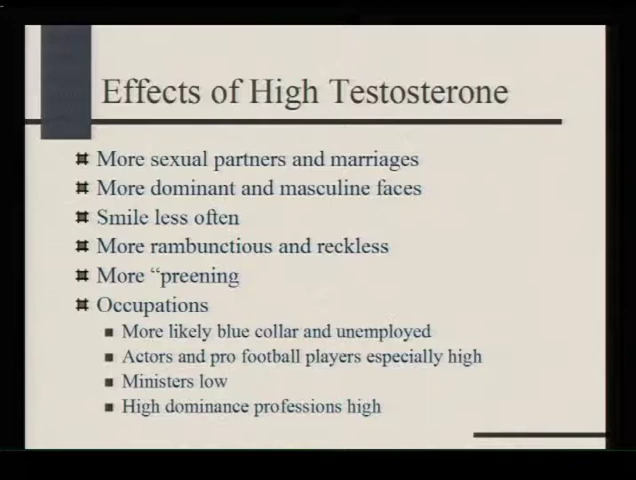 Effects of High Testosterone
More sexual partners and marriages
More dominant and masculine faces
Smile less often
More rambunctious and reckless
More “preening
Occupations
More likely blue collar and unemployed
Actors and pro football players especially high
Ministers low
High dominance professions high